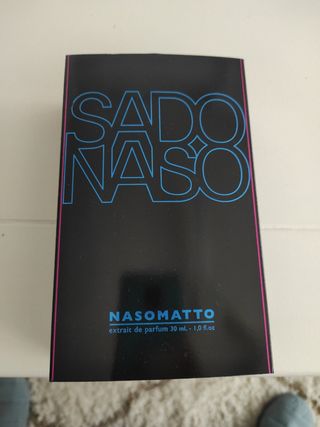 SADO
NASO
NASOMATTO
extrait de parfum 30 mL - 1,0 fl.oz